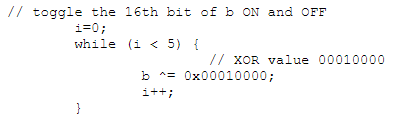 // toggle the 16th bit of b ON and OFF
i=0;
while (i < 5) {
// XOR value 00010000
b ^= 0x00010000;
i++;
}